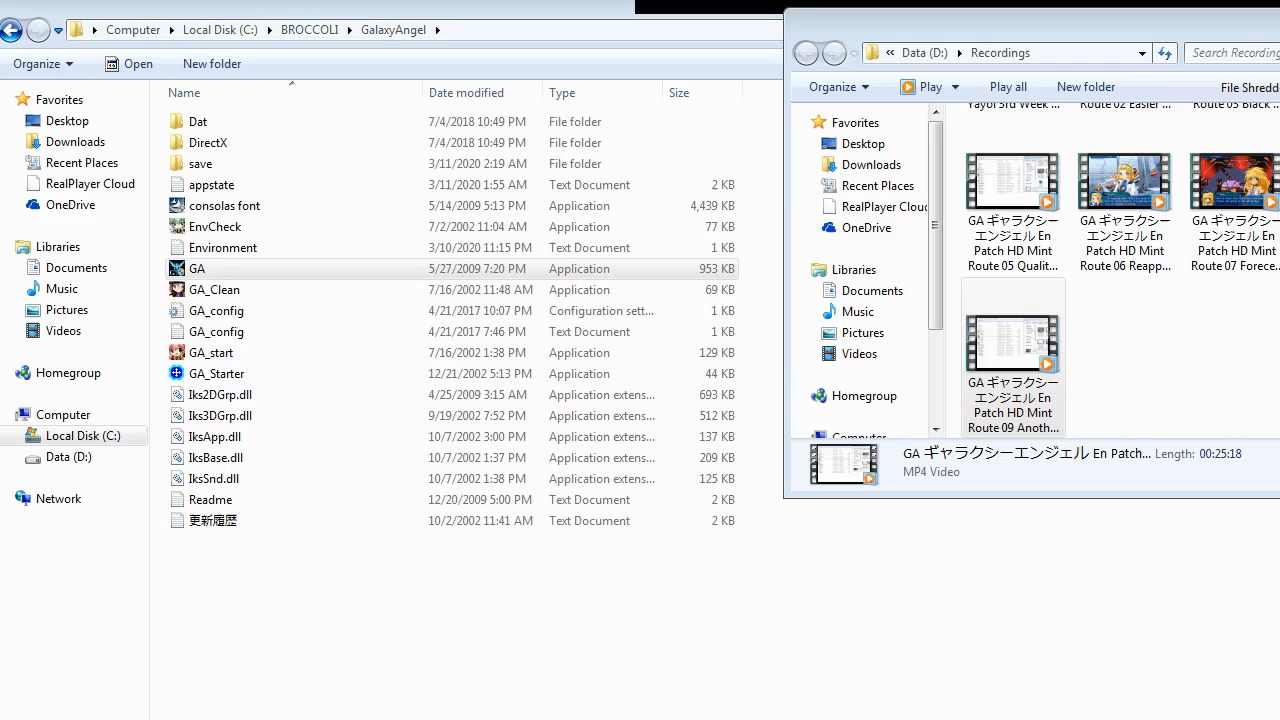 Computer Local Disk (C:) BROCCOLI GalaxyAngel
Organize Open New folder
Favorites
Desktop
Downloads
Recent Places
RealPlayer Cloud
OneDrive
Libraries
Documents
Music
Pictures
Videos
Homegroup
Computer
Local Disk (C:)
Data (D:)
Network
Name Date modified Type Size
Dat 7/4/2018 10:49 PM File folder
DirectX 7/4/2018 10:49 PM File folder
save 3/11/2020 2:19 AM File folder
appstate 3/11/2020 1:55 AM Text Document 2 KB
consolas font 5/24/2009 5:13 PM Application 4,439 KB
EnvCheck 7/2/2002 11:04 AM Application 77 KB
Environment 3/10/2020 11:15 PM Text Document 1 KB
GA 5/27/2009 7:20 PM Application 953 KB
GA_Clean 7/16/2002 11:48 AM Application 69 KB
GA_config 4/21/2017 10:07 PM Configuration sett... 1 KB
GA_config 4/21/2017 7:46 PM Text Document 1 KB
GA_start 7/16/2002 1:38 PM Application 129 KB
GA_Starter 12/21/2002 5:13 PM Application 44 KB
Iks2DGrp.dll 4/25/2009 3:15 AM Application extens... 693 KB
Iks3DGrp.dll 9/19/2002 7:52 PM Application extens... 512 KB
IksApp.dll 10/7/2002 3:00 PM Application extens... 137 KB
IksBase.dll 10/7/2002 1:37 PM Application extens... 209 KB
IksSnd.dll 10/7/2002 1:38 PM Application extens... 125 KB
Readme 12/20/2009 5:00 PM Text Document 2 KB
更新履歴 10/2/2002 11:41 AM Text Document 2 KB
« Data (D:) Recordings Search Recording
Organize Play Play all New folder File Shredd
Favorites
Desktop
Downloads
Recent Places
RealPlayer Clou
OneDrive
Libraries
Documents
Music
Pictures
Videos
Homegroup
Computer
Yayoi 3rd Week ... Route 02 Easier ... Route 03 Black ...
GA ギャラクシー
エンジェル En
Patch HD Mint
Route 05 Qualit...
GA ギャラクシー
エンジェル En
Patch HD Mint
Route 06 Reapp...
GA ギャラクシー
エンジェル En
Patch HD Mint
Route 07 Forece...
GA ギャラクシー
エンジェル En
Patch HD Mint
Route 09 Anoth...
GA ギャラクシーエンジェル En Patch... Length: 00:25:18
MP4 Video